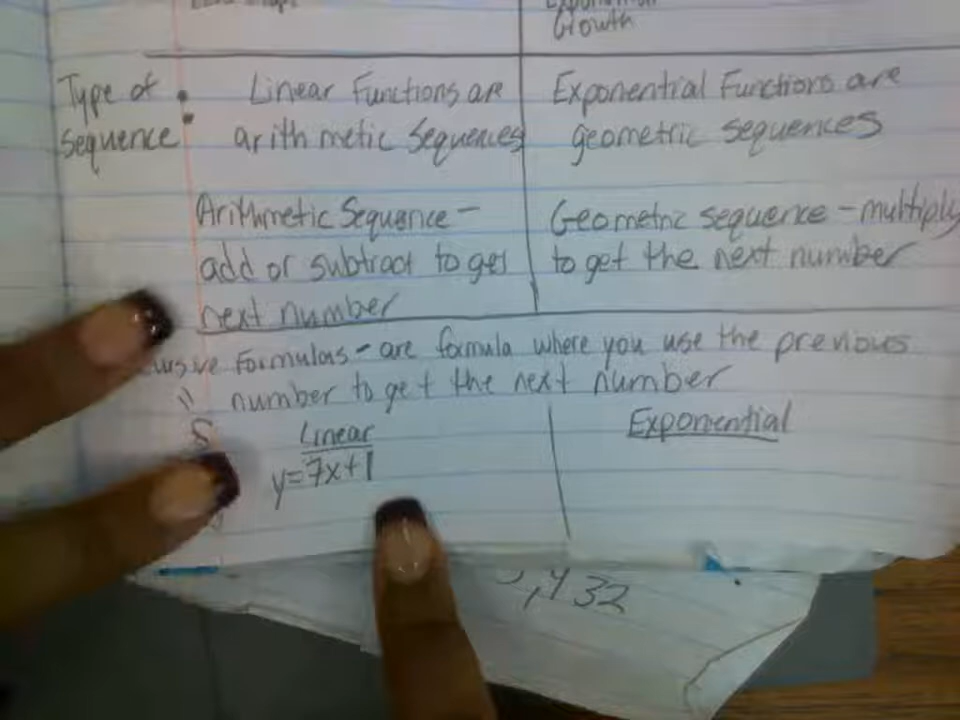 Growth
Type of Linear Functions are Exponential Functions are
Sequence arithmetic Sequences geometric sequences
Arithmetic Sequence - Geometric sequence - multiply
add or subtract to get to get the next number
next number
Formulas - are formula where you use the previous
number to get the next number
Linear Exponential
y=7x+1
,432